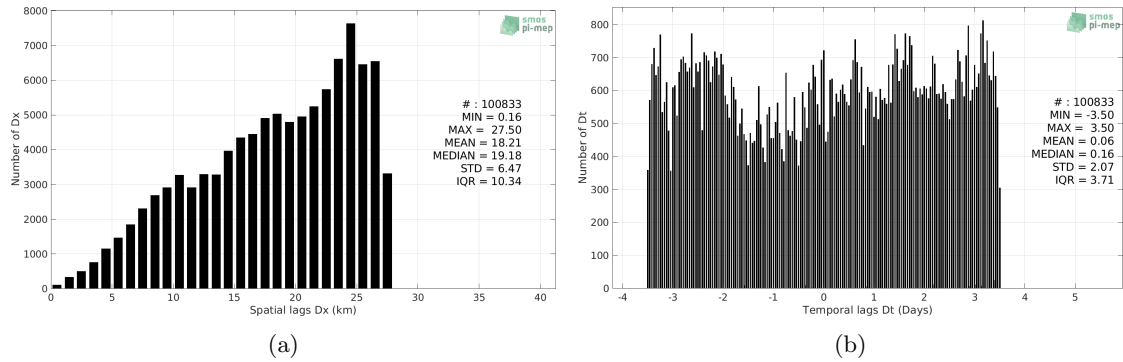 8000
7000
6000
5000
4000
3000
2000
1000
0
Number of Dx
0 5 10 15 20 25 30 35 40
Spatial lags Dx (km)
smos
pi-mep
# : 100833
MIN = 0.16
MAX = 27.50
MEAN = 18.21
MEDIAN = 19.18
STD = 6.47
IQR = 10.34
(a)
800
700
600
500
400
300
200
100
0
Number of Dt
-4 -3 -2 -1 0 1 2 3 4 5
Temporal lags Dt (Days)
smos
pi-mep
# : 100833
MIN = -3.50
MAX = 3.50
MEAN = 0.06
MEDIAN = 0.16
STD = 2.07
IQR = 3.71
(b)